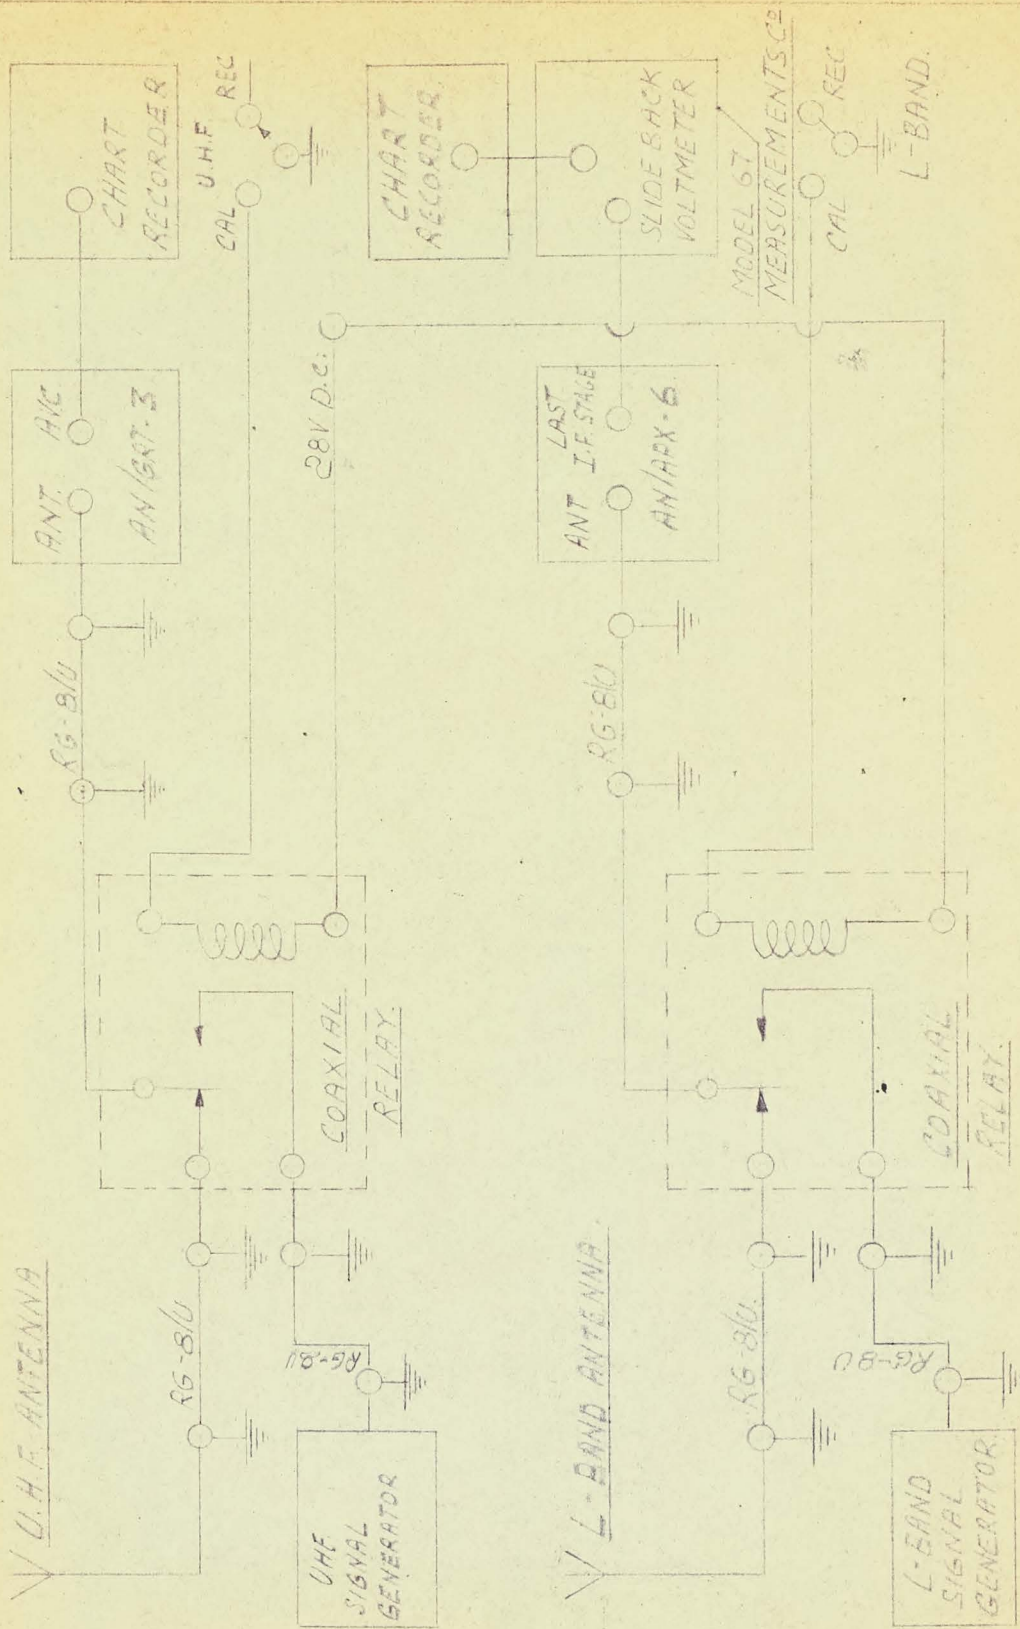 U.H.F. ANTENNA
RG-8/U
RG-8U
UHF
SIGNAL
GENERATOR
COAXIAL
RELAY.
RG-8/U
ANT. AVC
AN/GRT-3
CHART
RECORDER
U.H.F
CAL
REC
28V D.C.
L-BAND ANTENNA.
RG-8/U.
RG-8U
L-BAND
SIGNAL
GENERATOR
COAXIAL
RELAY.
RG-8/U
ANT
LAST
I.F. STAGE
AN/APX-6
CHART
RECORDER.
SLIDE BACK
VOLTMETER
MODEL 67
MEASUREMENTS Co
CAL
REC
L-BAND.